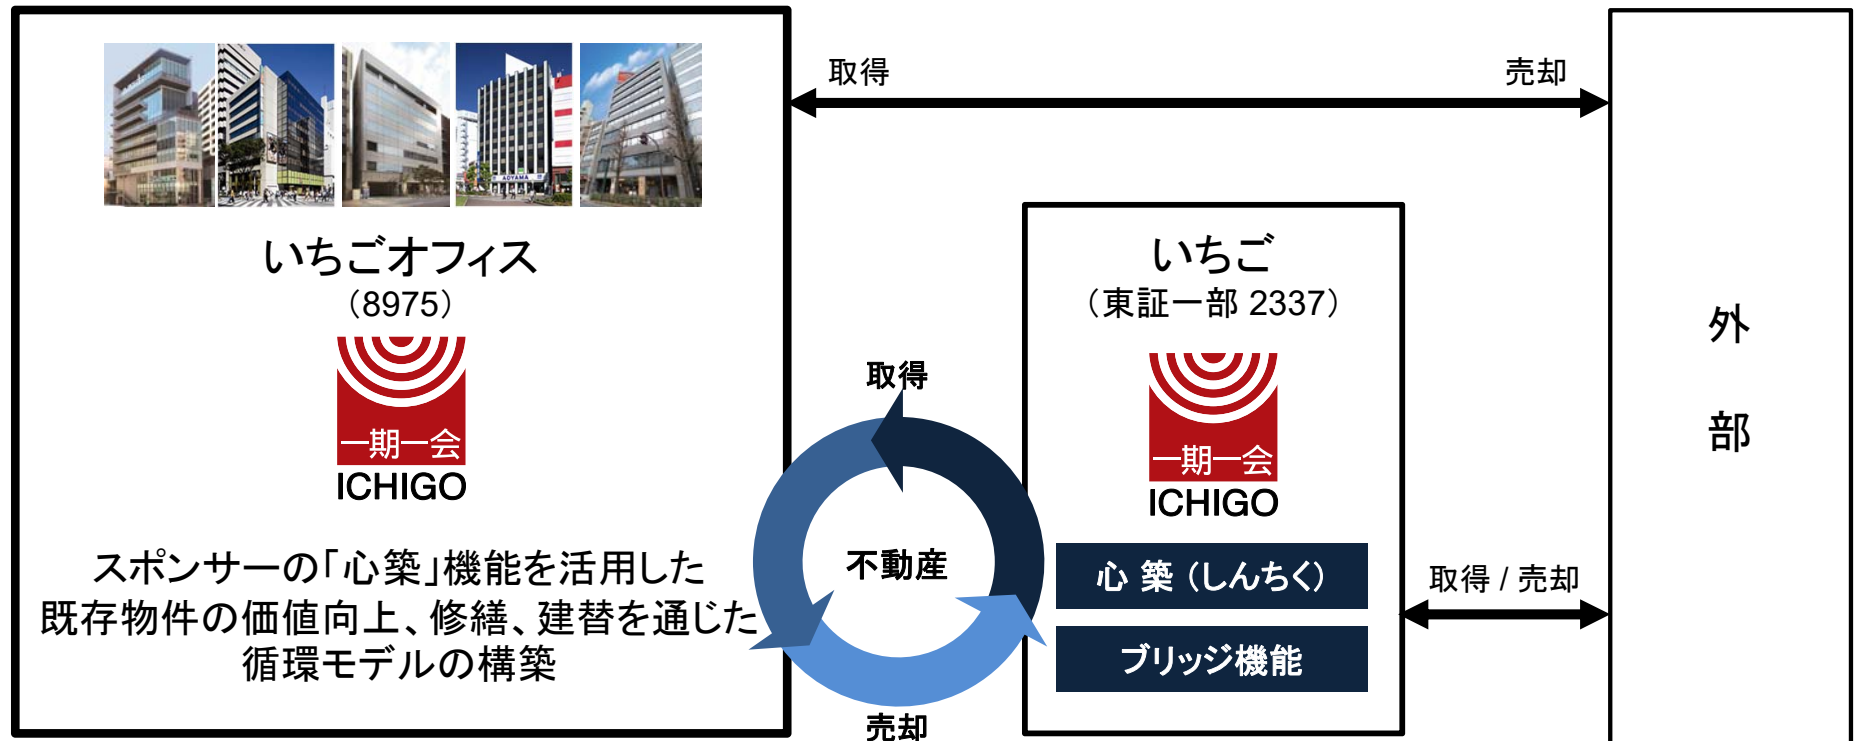 AOYAMA
いちごオフィス
（8975）
一期一会
ICHIGO
スポンサーの「心築」機能を活用した
既存物件の価値向上、修繕、建替を通じた
循環モデルの構築
取得
売却
取得
不動産
売却
いちご
（東証一部 2337）
一期一会
ICHIGO
心 築 （しんちく）
ブリッジ機能
取得 / 売却
外
部